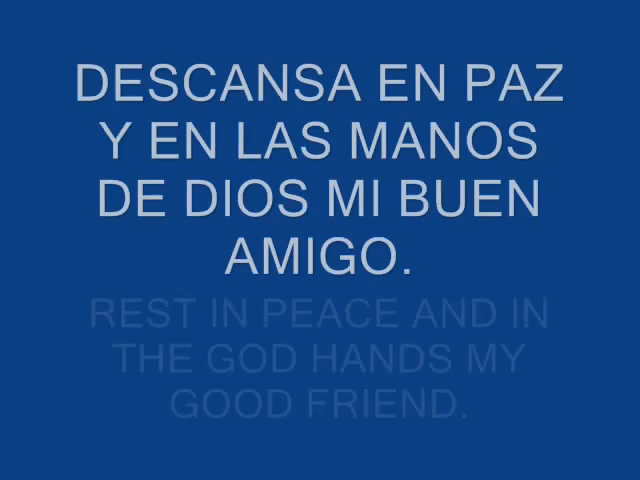 DESCANSA EN PAZ
Y EN LAS MANOS
DE DIOS MI BUEN
AMIGO.
REST IN PEACE AND IN
THE GOD HANDS MY
GOOD FRIEND.